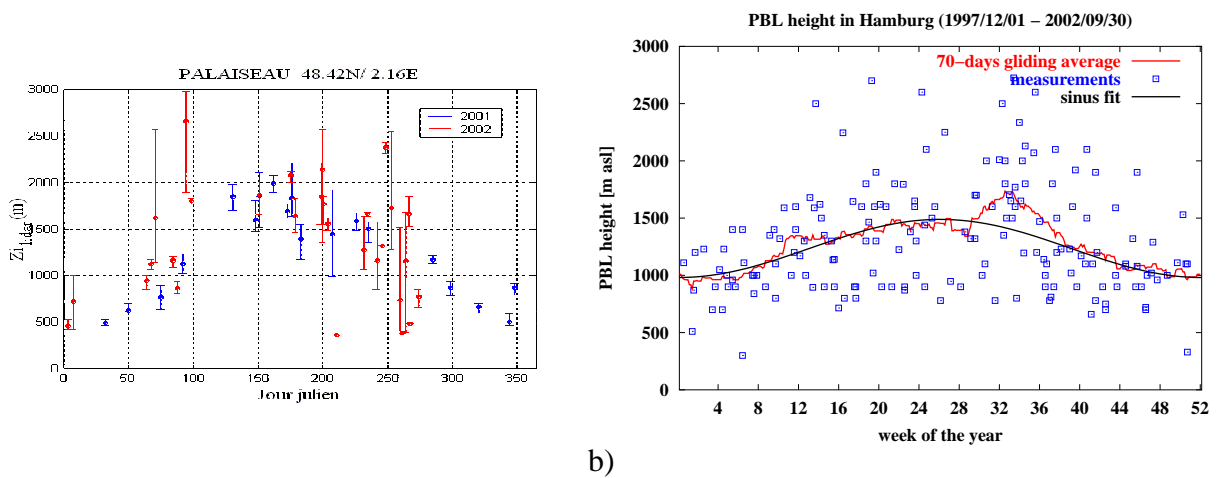 PALAISEAU 48.42N/ 2.16E
3000
2500
2000
1500
1000
500
0
Zi1.der (m)
2001
2002
0 50 100 150 200 250 300 350
Jour julien
b)
PBL height in Hamburg (1997/12/01 − 2002/09/30)
3000
2500
2000
1500
1000
500
0
PBL height [m asl]
70−days gliding average
measurements
sinus fit
4 8 12 16 20 24 28 32 36 40 44 48 52
week of the year